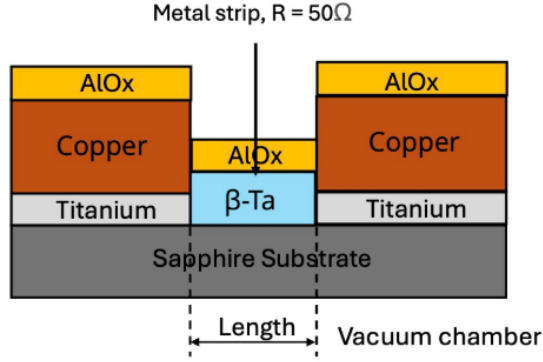 Metal strip, R = 50Ω
AlOx
AlOx
Copper
Copper
AlOx
Titanium
β-Ta
Titanium
Sapphire Substrate
Length
Vacuum chamber